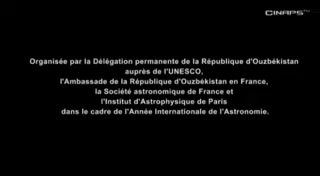 CINAPS TV
Organisée par la Délégation permanente de la République d'Ouzbékistan
auprès de l'UNESCO,
l'Ambassade de la République d'Ouzbékistan en France,
la Société astronomique de France et
l'Institut d'Astrophysique de Paris
dans le cadre de l'Année Internationale de l'Astronomie.